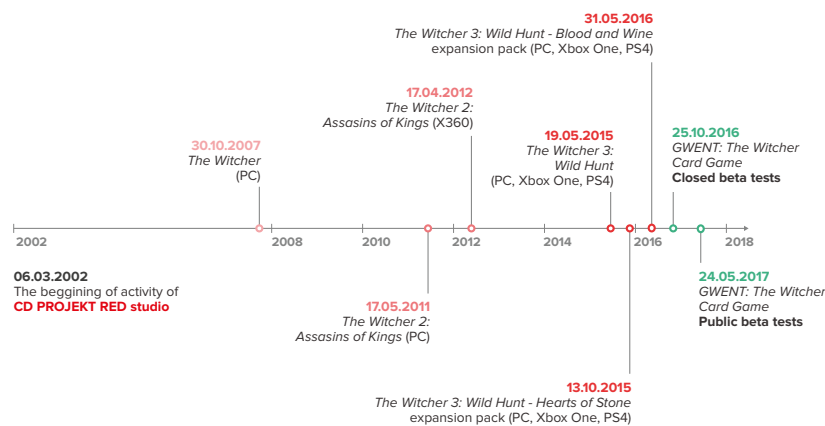 31.05.2016
The Witcher 3: Wild Hunt - Blood and Wine
expansion pack (PC, Xbox One, PS4)
17.04.2012
The Witcher 2:
Assasins of Kings (X360)
30.10.2007
The Witcher
(PC)
19.05.2015
The Witcher 3:
Wild Hunt
(PC, Xbox One, PS4)
25.10.2016
GWENT: The Witcher
Card Game
Closed beta tests
2002
2008
2010
2012
2014
2016
2018
06.03.2002
The beggining of activity of
CD PROJEKT RED studio
17.05.2011
The Witcher 2:
Assasins of Kings (PC)
24.05.2017
GWENT: The Witcher
Card Game
Public beta tests
13.10.2015
The Witcher 3: Wild Hunt - Hearts of Stone
expansion pack (PC, Xbox One, PS4)